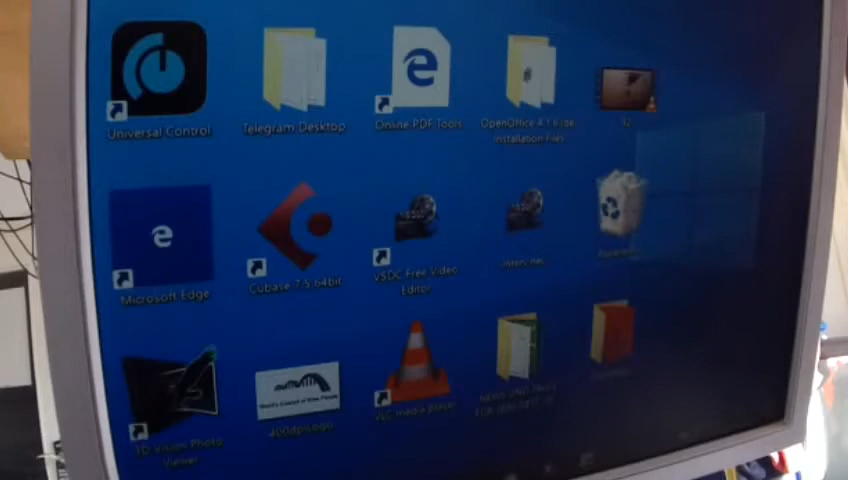 Universal Control
Telegram Desktop
Online PDF Tools
OpenOffice 4.1.6 (de)
Installation Files
Microsoft Edge
Cubase 7.5 64bit
VSDC Free Video
Editor
3D Vision Photo
Viewer
400dpiLogo
VLC media player